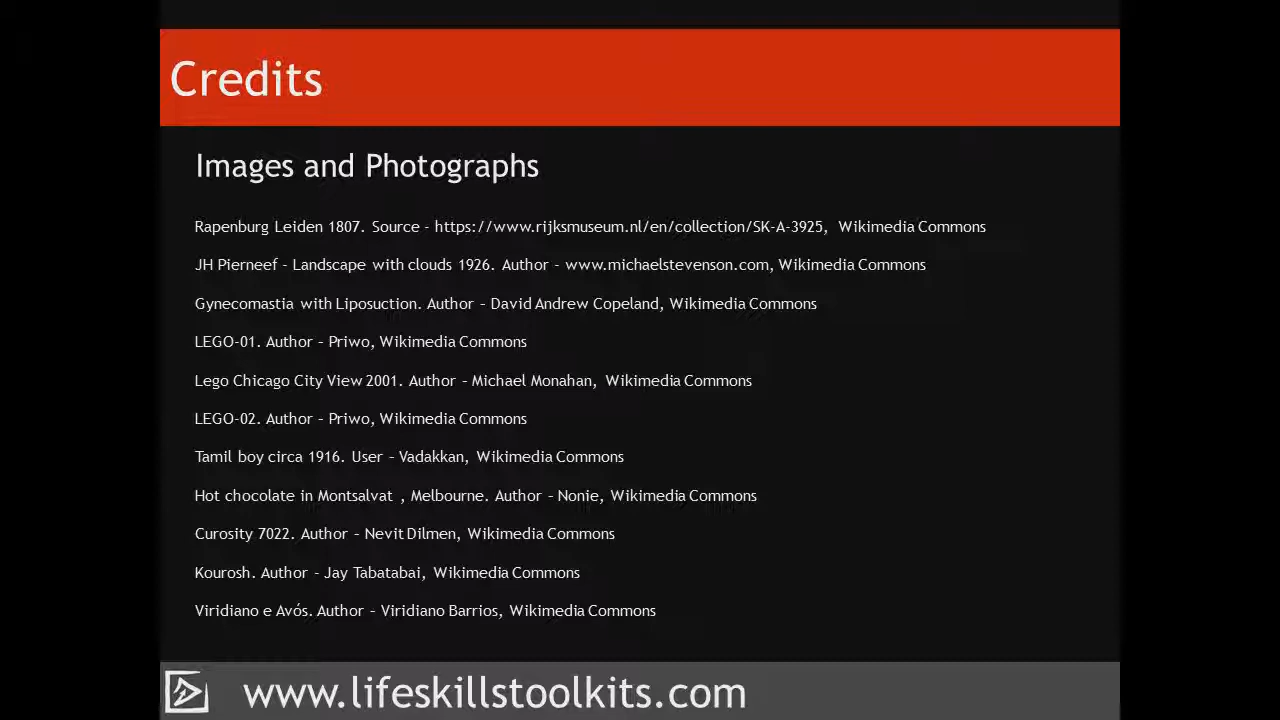 Credits
Images and Photographs
Rapenburg Leiden 1807. Source - https://www.rijksmuseum.nl/en/collection/SK-A-3925, Wikimedia Commons
JH Pierneef – Landscape with clouds 1926. Author – www.michaelstevenson.com, Wikimedia Commons
Gynecomastia with Liposuction. Author – David Andrew Copeland, Wikimedia Commons
LEGO-01. Author – Priwo, Wikimedia Commons
Lego Chicago City View 2001. Author – Michael Monahan, Wikimedia Commons
LEGO-02. Author – Priwo, Wikimedia Commons
Tamil boy circa 1916. User – Vadakkan, Wikimedia Commons
Hot chocolate in Montsalvat , Melbourne. Author – Nonie, Wikimedia Commons
Curosity 7022. Author – Nevit Dilmen, Wikimedia Commons
Kourosh. Author – Jay Tabatabai, Wikimedia Commons
Viridiano e Avós. Author – Viridiano Barrios, Wikimedia Commons
www.lifeskillstoolkits.com